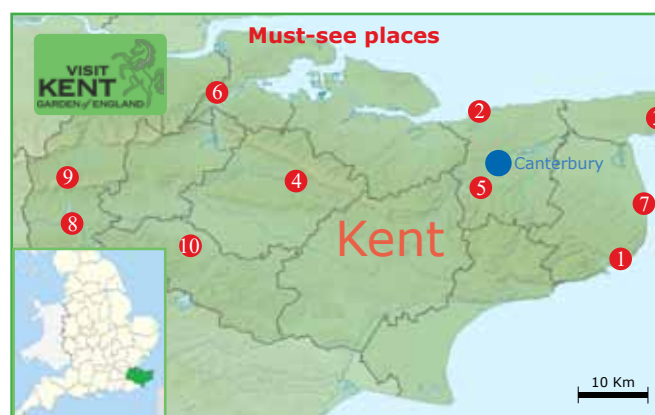 Must-see places
VISIT
KENT
GARDEN of ENGLAND
6
2
3
Canterbury
9
4
5
7
8
Kent
10
1
10 Km